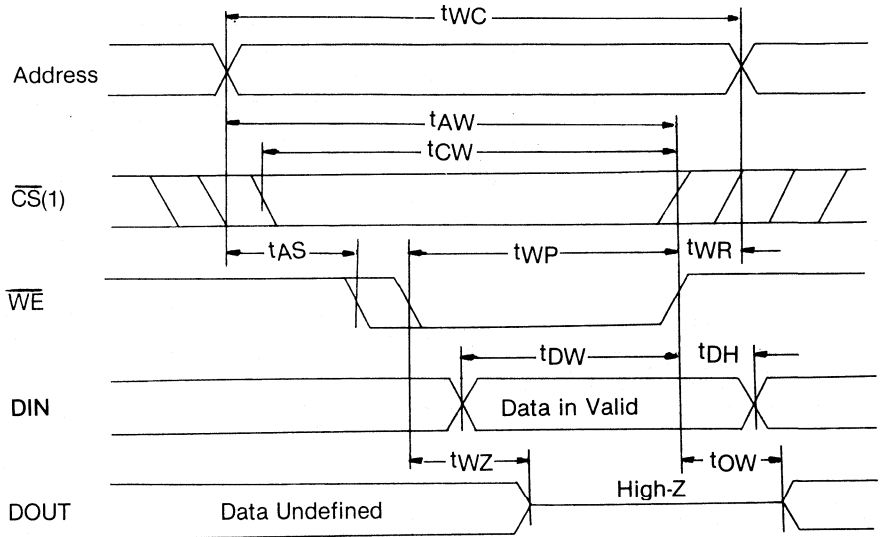 tWC
Address
tAW
tCW
CS(1)
tAS
tWP
tWR
WE
tDW
tDH
DIN
Data in Valid
tWZ
tOW
High-Z
DOUT
Data Undefined